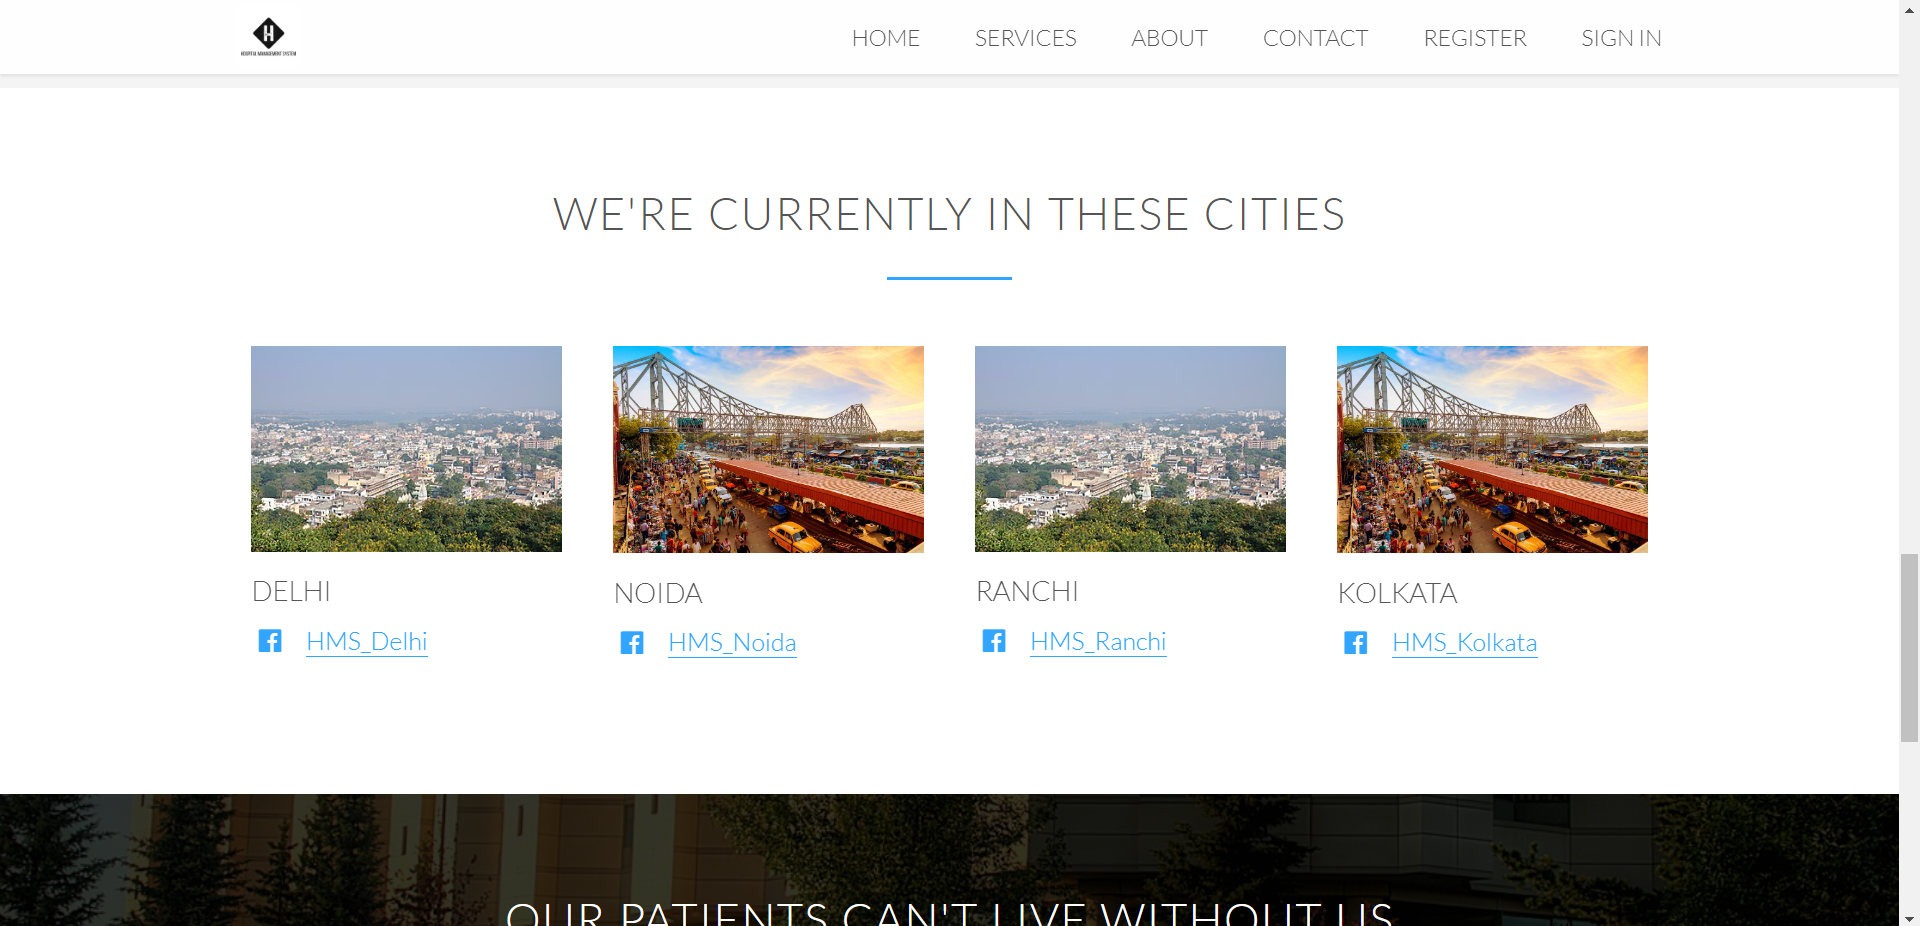 H
HOSPITAL MANAGEMENT SYSTEM
HOME SERVICES ABOUT CONTACT REGISTER SIGN IN
WE'RE CURRENTLY IN THESE CITIES
DELHI
HMS_Delhi
NOIDA
HMS_Noida
RANCHI
HMS_Ranchi
KOLKATA
HMS_Kolkata
OUR PATIENTS CAN'T LIVE WITHOUT US